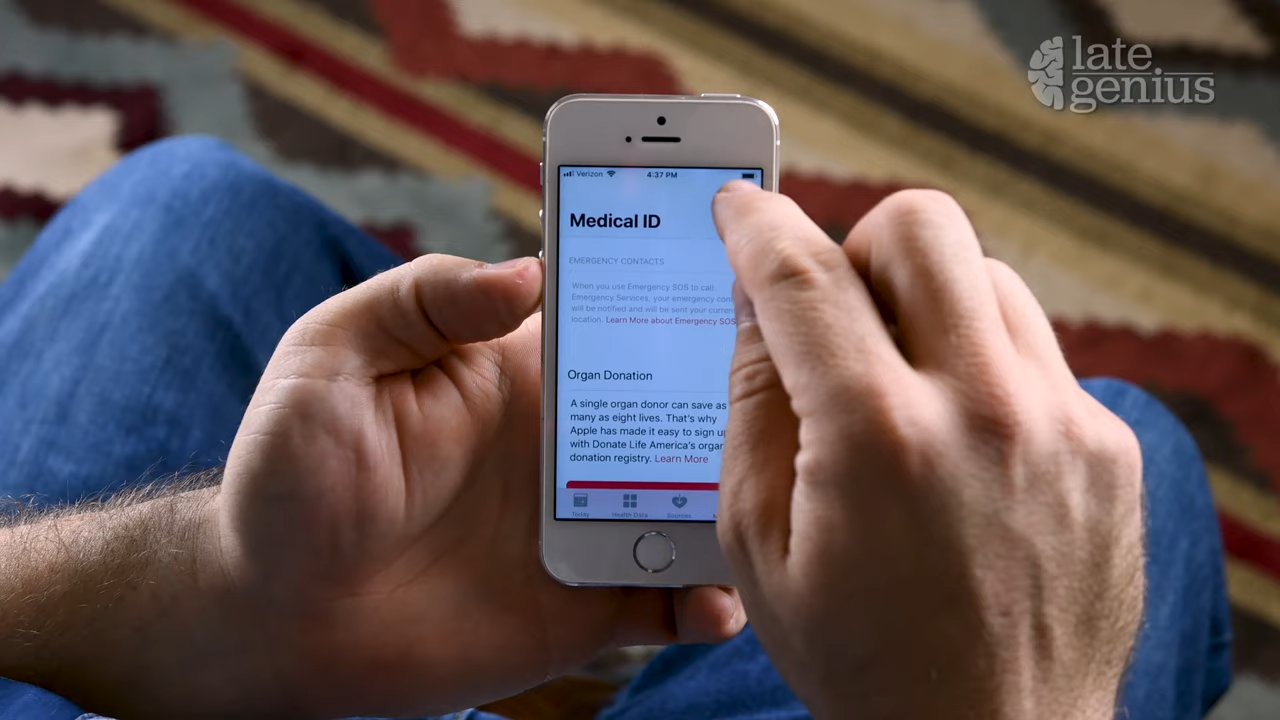 late
genius
Verizon 4:37 PM
Medical ID
EMERGENCY CONTACTS
When you use Emergency SOS to call
Emergency Services, your emergency
will be notified and will be sent your current
location. Learn More about Emergency SOS
Organ Donation
A single organ donor can save as
many as eight lives. That's why
Apple has made it easy to sign up
with Donate Life America's organ
donation registry. Learn More
Today Health Data Sources